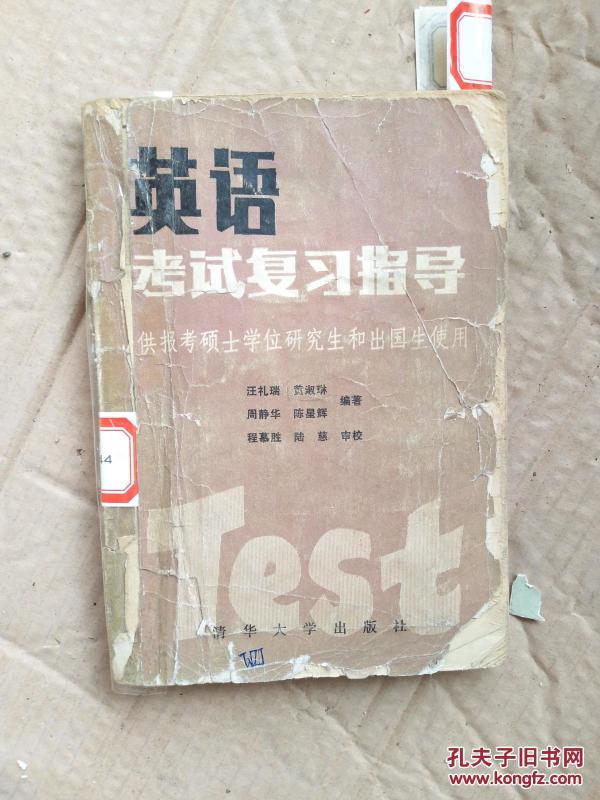 英语
考试复习指导
供报考硕士学位研究生和出国生使用
汪礼瑞 黄淑琳
周静华 陈星辉 编著
程慕胜 陆 慈 审校
Test
清华大学出版社
44
孔夫子旧书网
www.kongfz.com